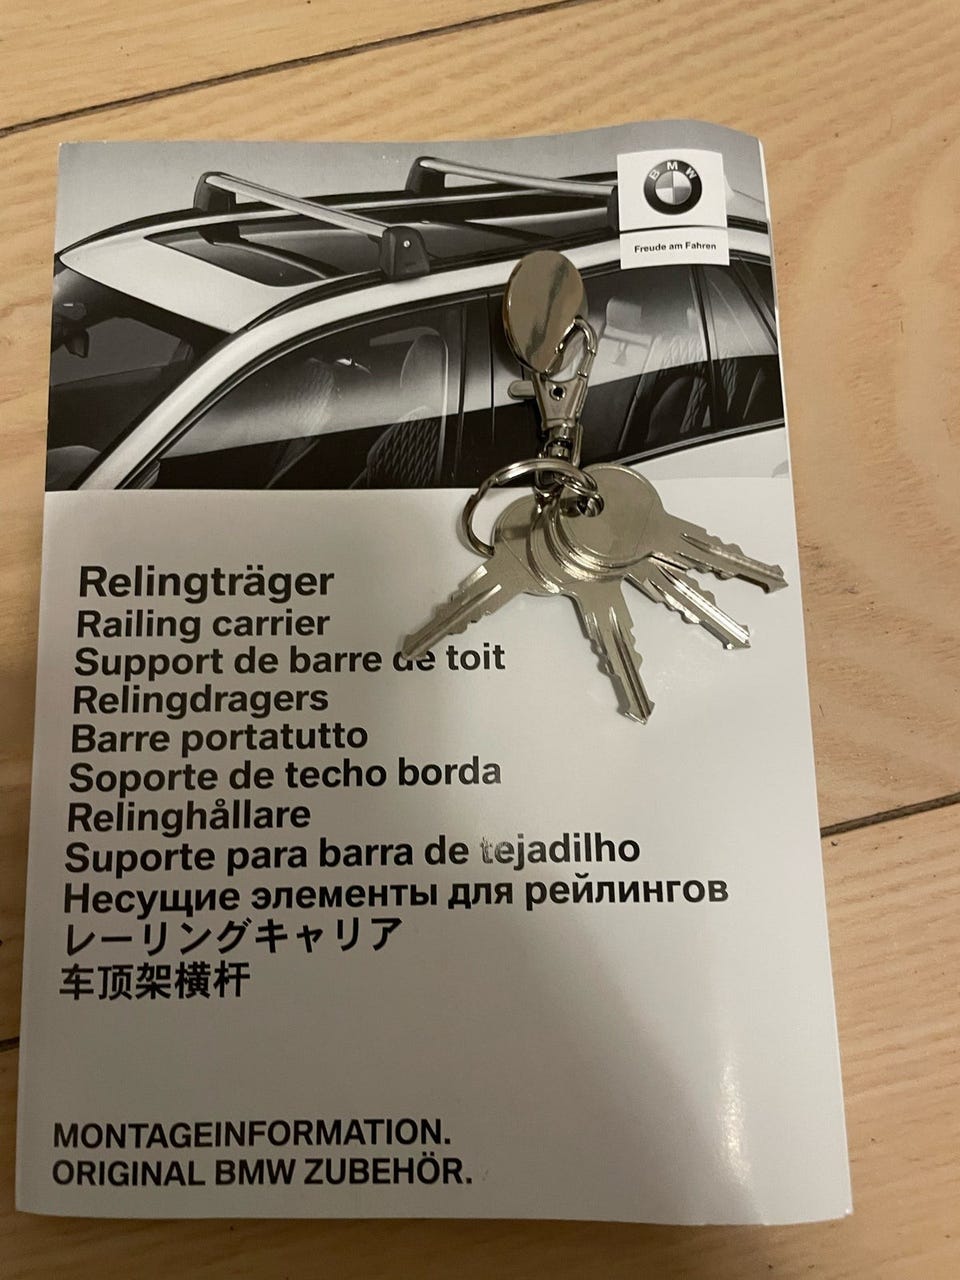 BMW
Freude am Fahren
Relingträger
Railing carrier
Support de barre de toit
Relingdragers
Barre portatutto
Soporte de techo borda
Relinghållare
Suporte para barra de tejadilho
Несущие элементы для рейлингов
レーリングキャリア
车顶架横杆
MONTAGEINFORMATION.
ORIGINAL BMW ZUBEHÖR.